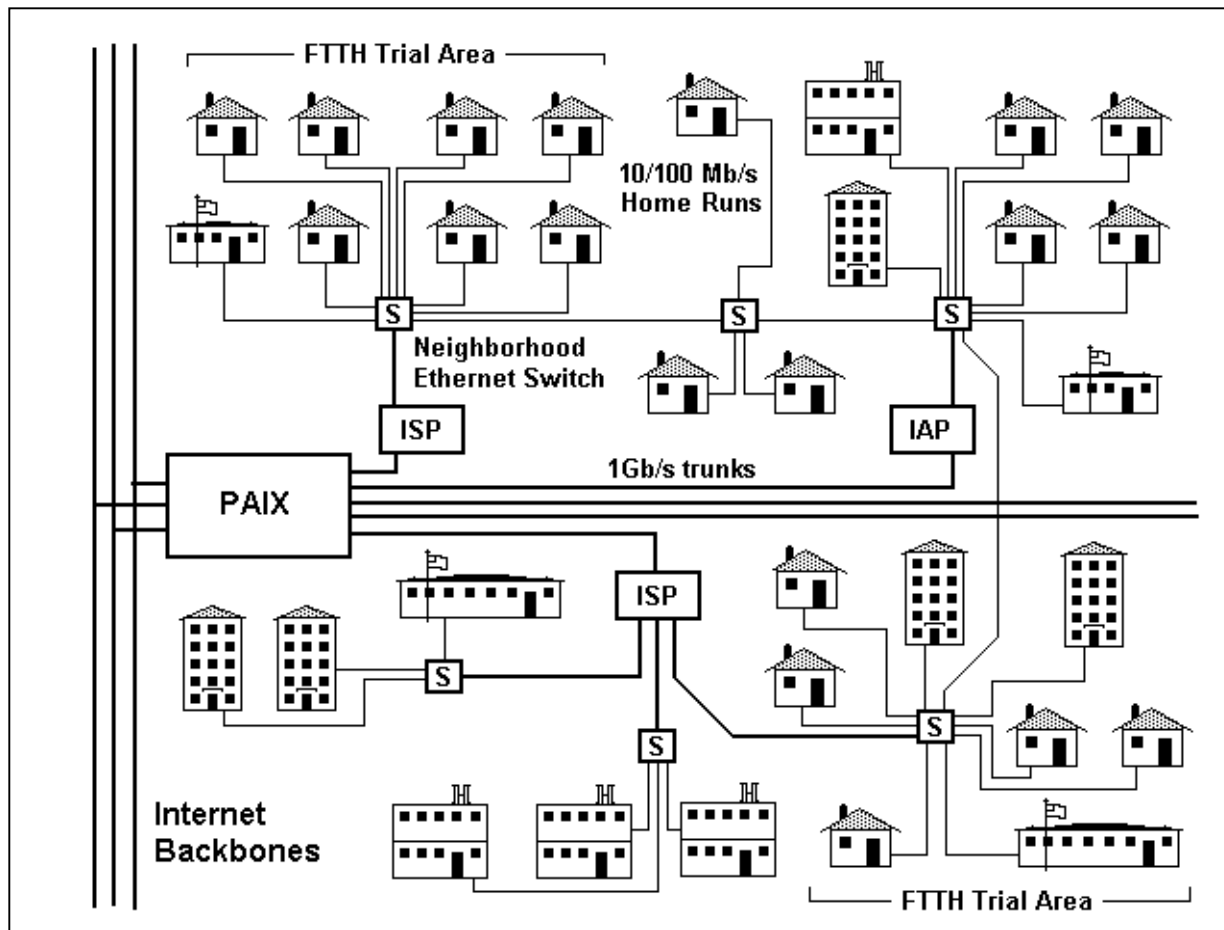 FTTH Trial Area
10/100 Mb/s
Home Runs
S
S
S
Neighborhood
Ethernet Switch
ISP
IAP
1Gb/s trunks
PAIX
ISP
S
S
S
Internet
Backbones
FTTH Trial Area